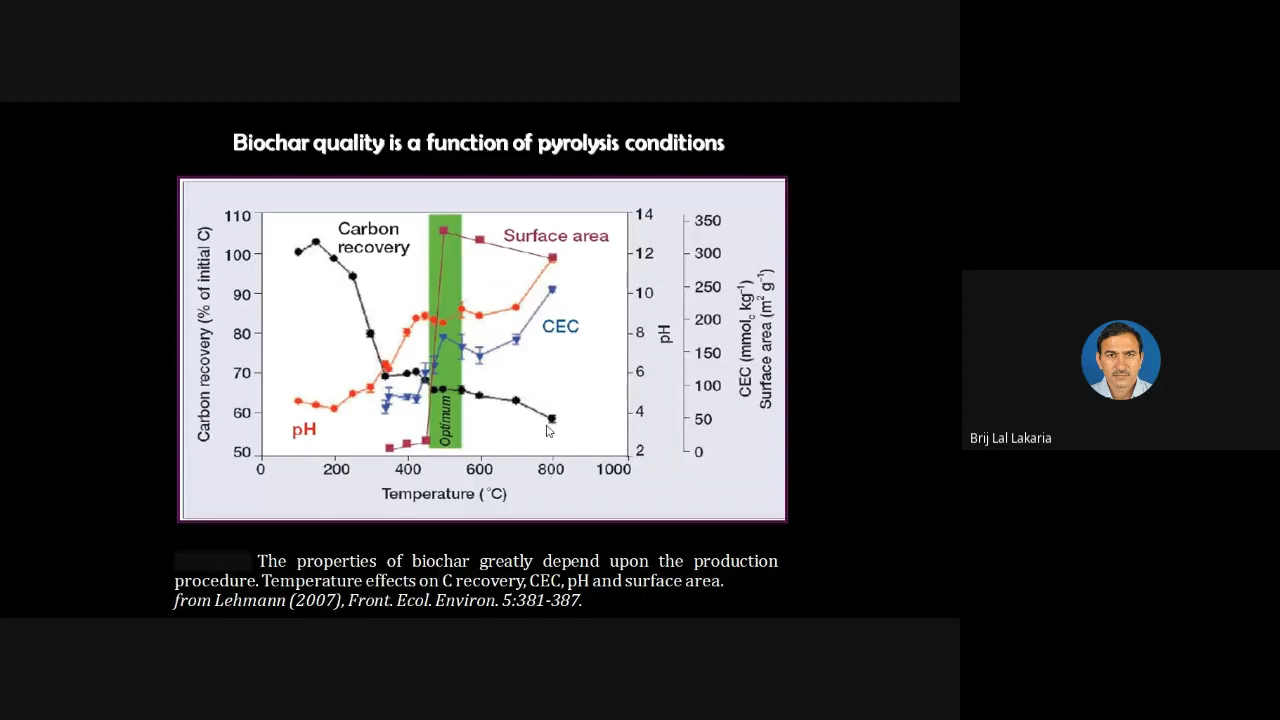 Biochar quality is a function of pyrolysis conditions
Carbon recovery (% of initial C)
110
100
90
80
70
60
50
Carbon
recovery
pH
Optimum
Surface area
CEC
0
200
400
600
800
1000
Temperature (°C)
14
12
10
8
6
4
2
pH
350
300
250
200
150
100
50
0
CEC (mmolc kg⁻¹)
Surface area (m² g⁻¹)
The properties of biochar greatly depend upon the production
procedure. Temperature effects on C recovery, CEC, pH and surface area.
from Lehmann (2007), Front. Ecol. Environ. 5:381-387.
Brij Lal Lakaria